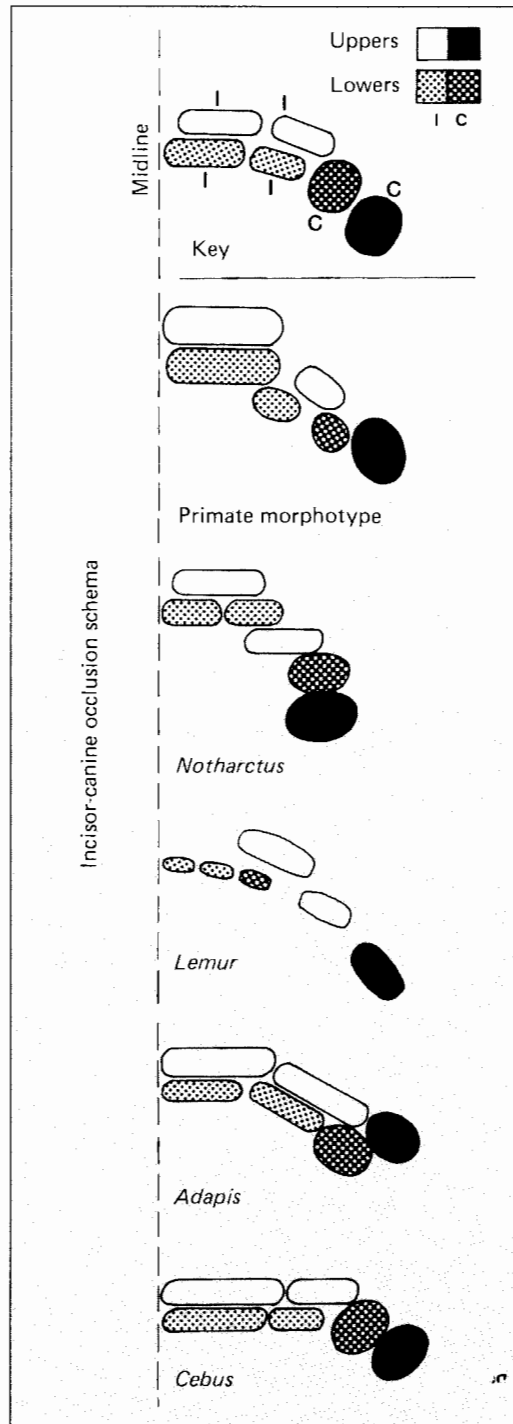 Uppers
Lowers
I C
I I
I I
C
C
Midline
Key
Primate morphotype
Incisor-canine occlusion schema
Notharctus
Lemur
Adapis
Cebus